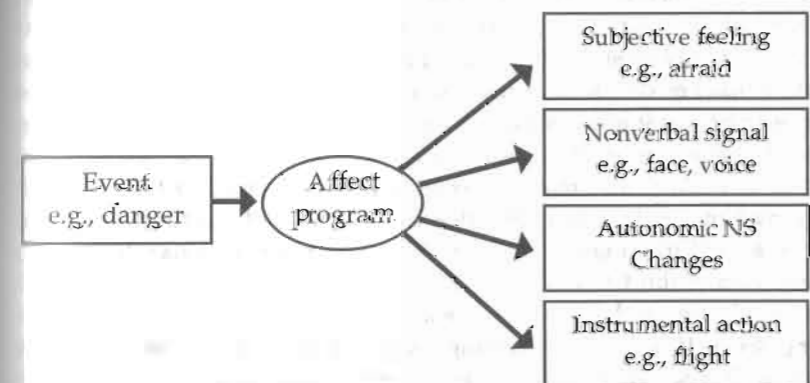 Subjective feeling
e.g., afraid
Nonverbal signal
e.g., face, voice
Event
e.g., danger
Affect
program
Autonomic NS
Changes
Instrumental action
e.g., flight